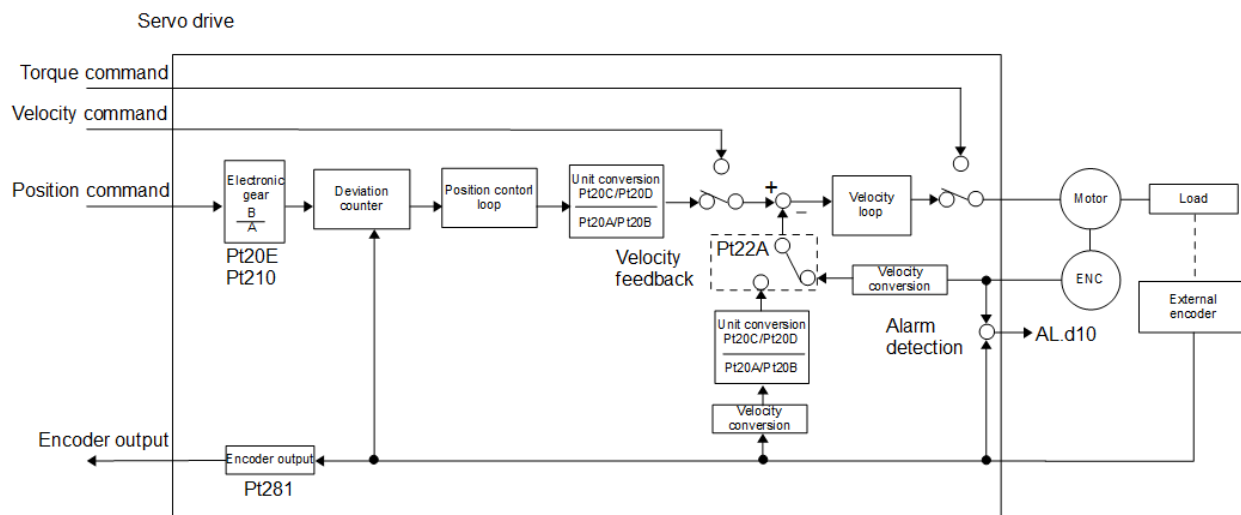 Servo drive
Torque command
Velocity command
Position command
Electronic
gear
B
A
Pt20E
Pt210
Deviation
counter
Position contorl
loop
Unit conversion
Pt20C/Pt20D
Pt20A/Pt20B
Velocity
feedback
+
−
Velocity
loop
Motor
Load
Pt22A
Velocity
conversion
ENC
External
encoder
Unit conversion
Pt20C/Pt20D
Pt20A/Pt20B
Alarm
detection
AL.d10
Velocity
conversion
Encoder output
Encoder output
Pt281